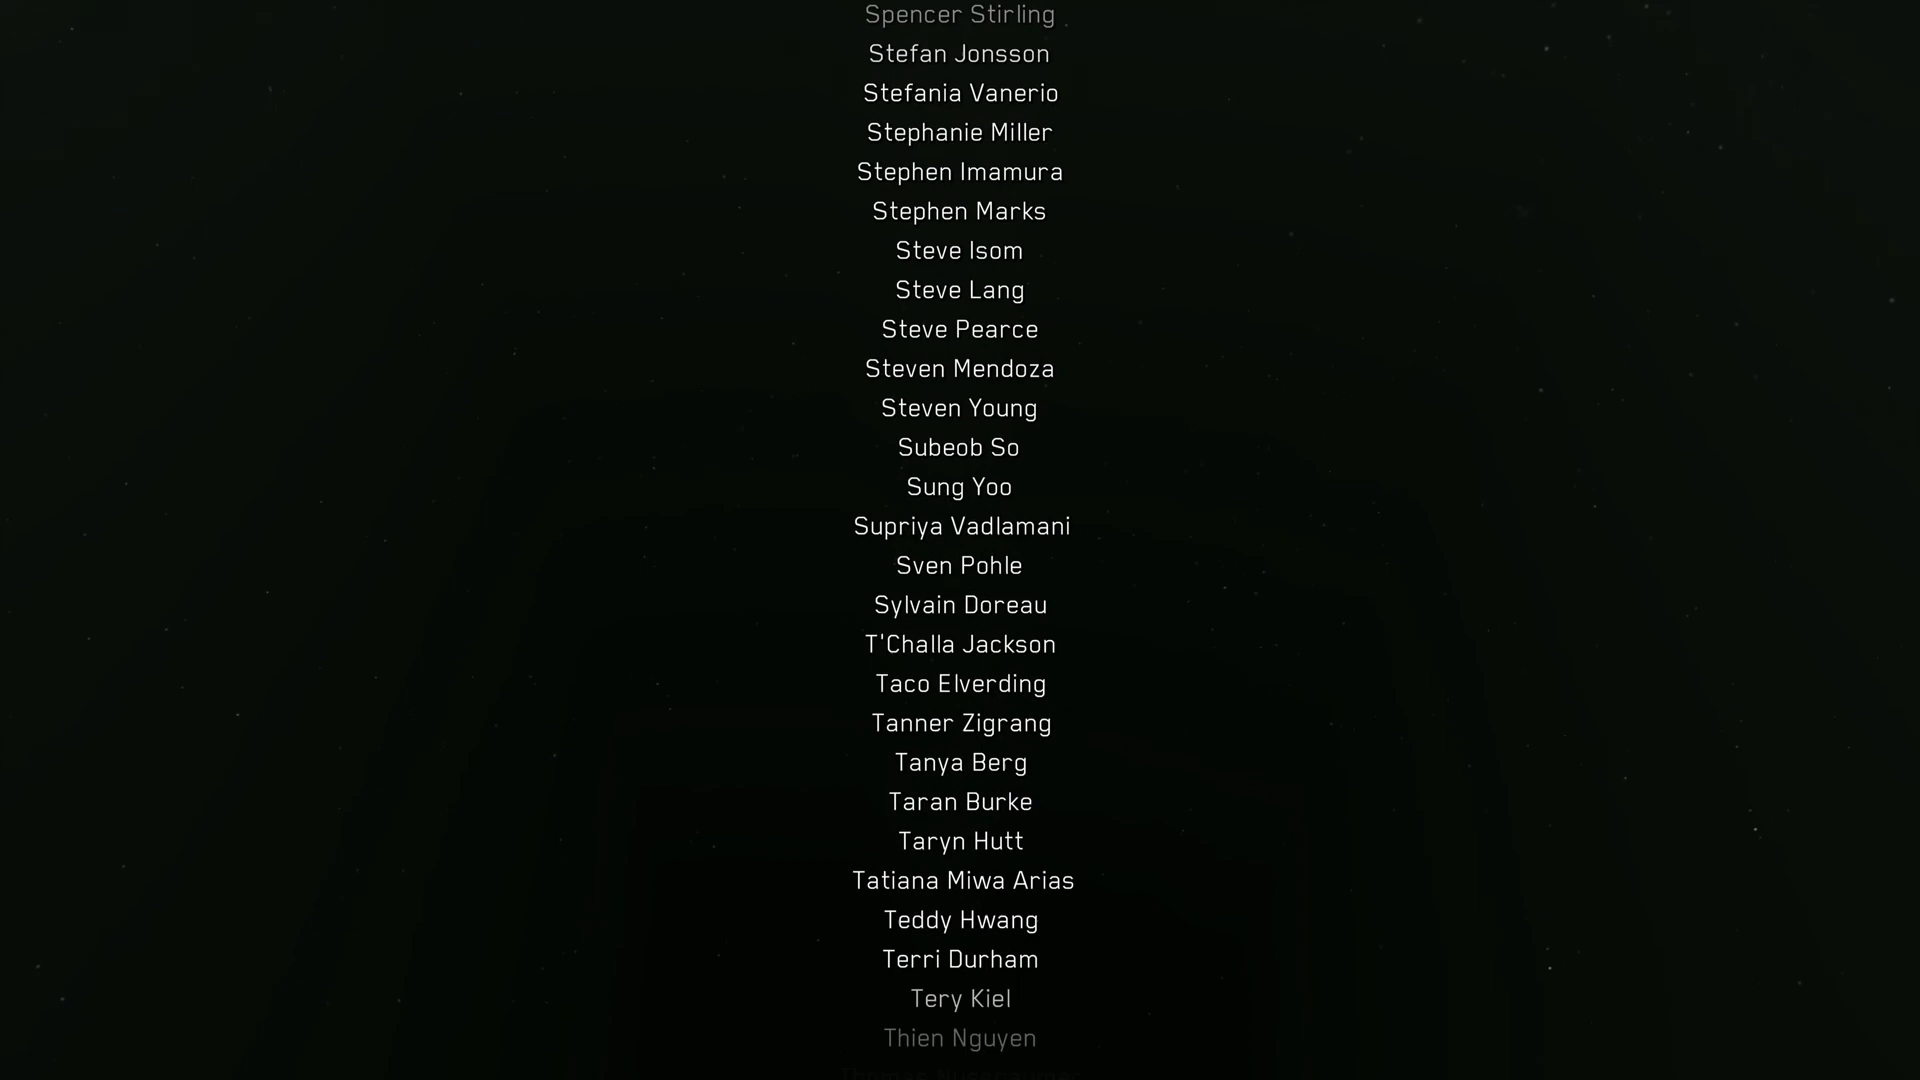 Spencer Stirling
Stefan Jonsson
Stefania Vanerio
Stephanie Miller
Stephen Imamura
Stephen Marks
Steve Isom
Steve Lang
Steve Pearce
Steven Mendoza
Steven Young
Subeob So
Sung Yoo
Supriya Vadlamani
Sven Pohle
Sylvain Doreau
T'Challa Jackson
Taco Elverding
Tanner Zigrang
Tanya Berg
Taran Burke
Taryn Hutt
Tatiana Miwa Arias
Teddy Hwang
Terri Durham
Tery Kiel
Thien Nguyen
Thomas